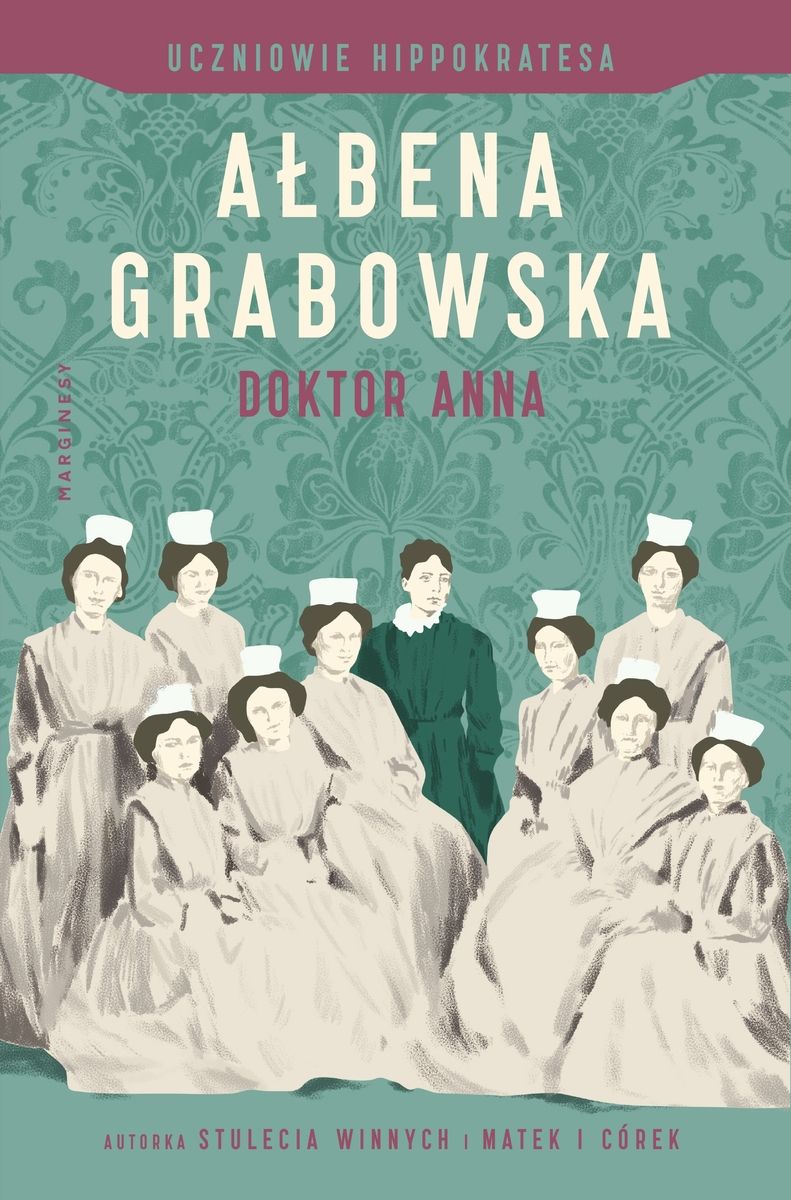 UCZNIOWIE HIPPOKRATESA
AŁBENA
GRABOWSKA
DOKTOR ANNA
MARGINESY
AUTORKA STULECIA WINNYCH I MATEK I CÓREK